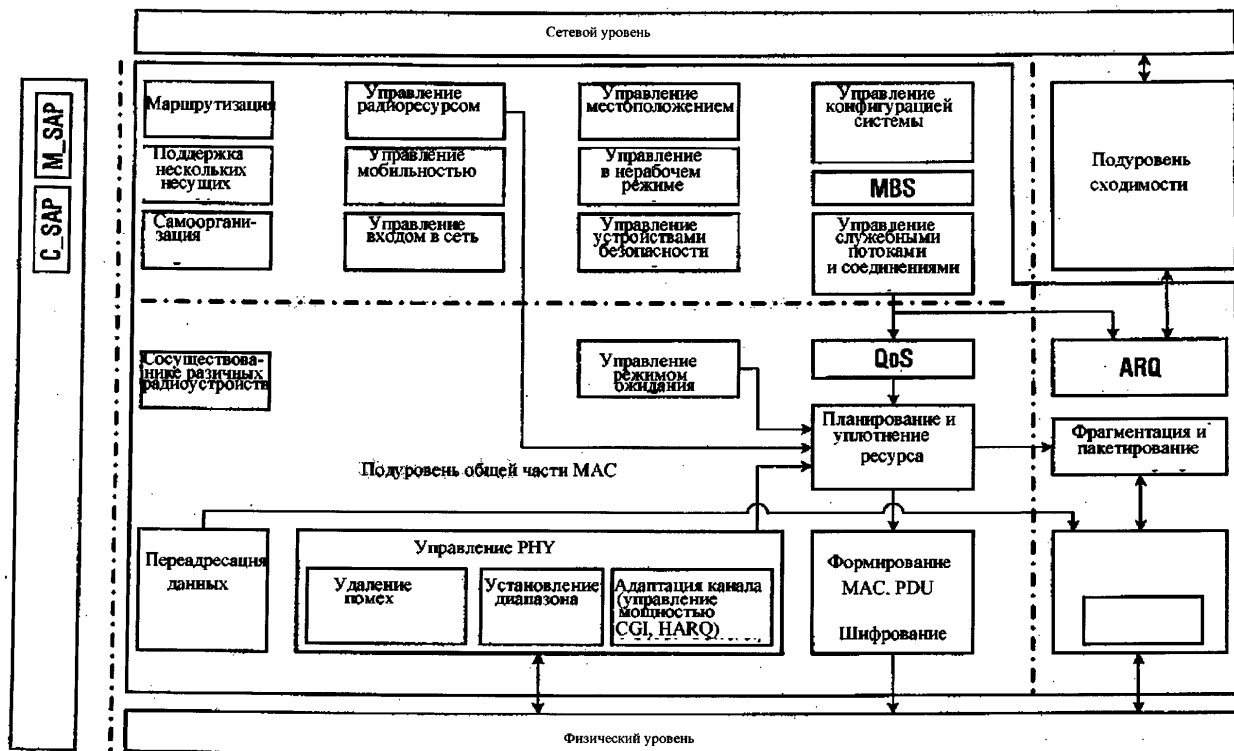 Сетевой уровень
M_SAP
C_SAP
Маршрутизация
Управление
радиоресурсом
Управление
местоположением
Управление
конфигурацией
системы
Подуровень
сходимости
Поддержка
нескольких
несущих
Управление
мобильностью
Управление
в нерабочем
режиме
MBS
Самооргани-
зация
Управление
входом в сеть
Управление
устройствами
безопасности
Управление
служебными
потоками
и соединениями
Сосуществова-
нике разичных
радиоустройств
Управление
режимом
ожидания
QoS
ARQ
Планирование и
уплотнение
ресурса
Фрагментация и
пакетирование
Подуровень общей части MAC
Переадресация
данных
Управление PHY
Удаление
помех
Установление
диапазона
Адаптация канала
(управление
мощностью
CGI, HARQ)
Формирование
MAC. PDU
Шифрование
Физический уровень